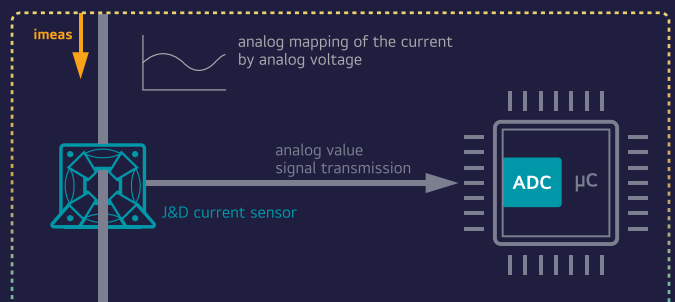 imeas
analog mapping of the current
by analog voltage
analog value
signal transmission
ADC
µC
J&D current sensor